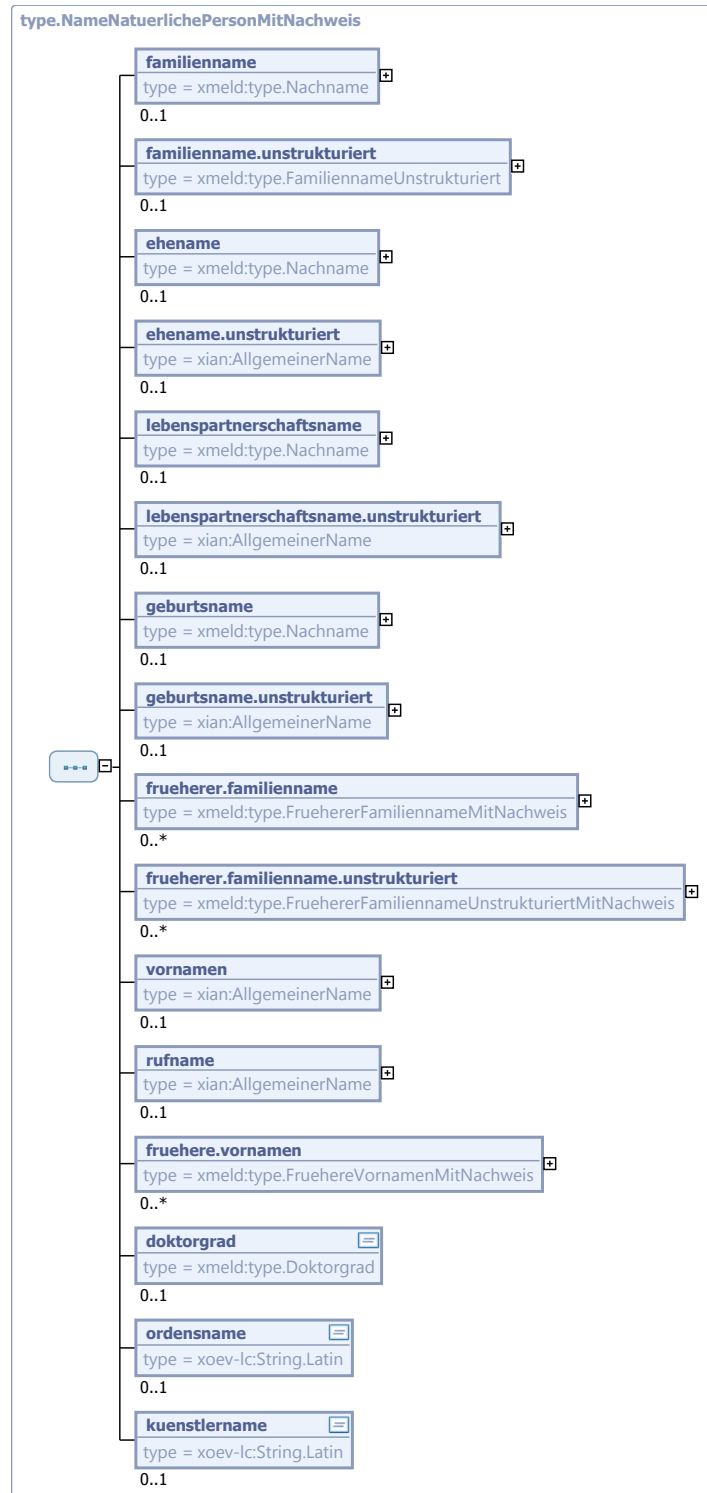 type.NameNatuerlichePersonMitNachweis
familienname
type = xmeld:type.Nachname
0..1
familienname.unstrukturiert
type = xmeld:type.FamiliennameUnstrukturiert
0..1
ehename
type = xmeld:type.Nachname
0..1
ehename.unstrukturiert
type = xian:AllgemeinerName
0..1
lebenspartnerschaftsname
type = xmeld:type.Nachname
0..1
lebenspartnerschaftsname.unstrukturiert
type = xian:AllgemeinerName
0..1
geburtsname
type = xmeld:type.Nachname
0..1
geburtsname.unstrukturiert
type = xian:AllgemeinerName
0..1
frueherer.familienname
type = xmeld:type.FruehererFamiliennameMitNachweis
0..*
frueherer.familienname.unstrukturiert
type = xmeld:type.FruehererFamiliennameUnstrukturiertMitNachweis
0..*
vornamen
type = xian:AllgemeinerName
0..1
rufname
type = xian:AllgemeinerName
0..1
fruehere.vornamen
type = xmeld:type.FruehereVornamenMitNachweis
0..*
doktorgrad
type = xmeld:type.Doktorgrad
0..1
ordensname
type = xoev-lc:String.Latin
0..1
kuenstlername
type = xoev-lc:String.Latin
0..1